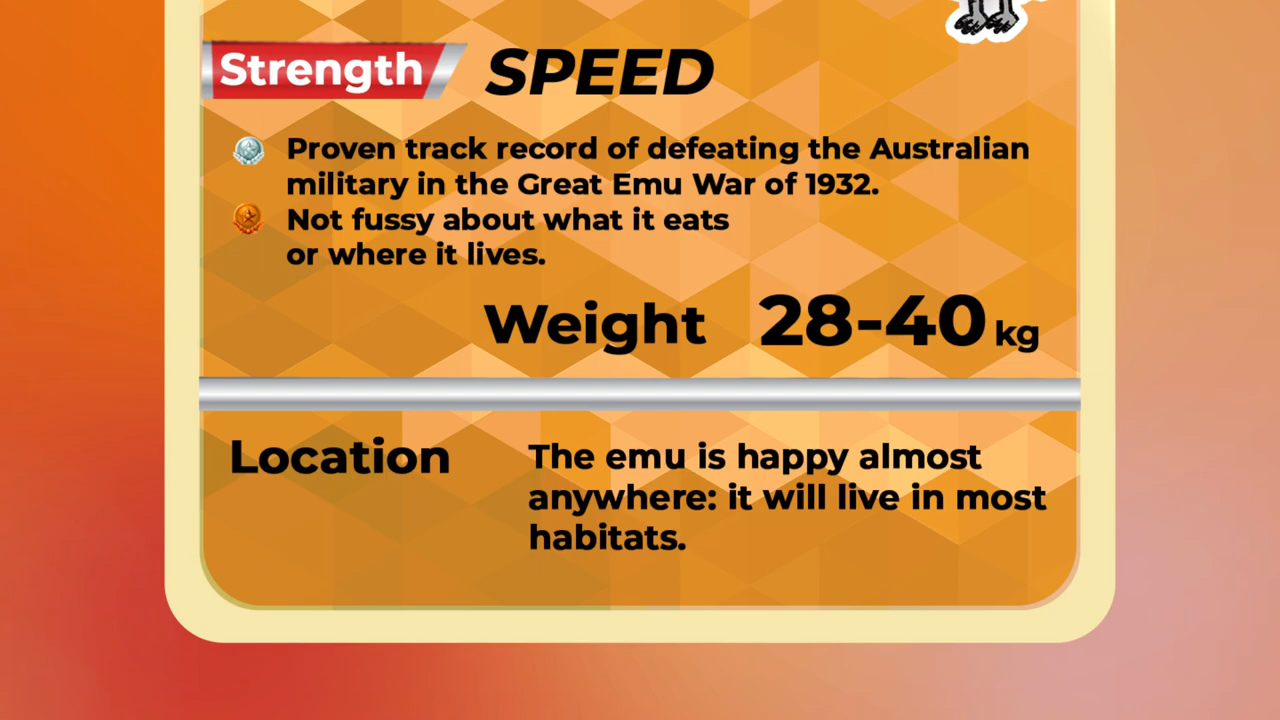 Strength SPEED
Proven track record of defeating the Australian
military in the Great Emu War of 1932.
Not fussy about what it eats
or where it lives.
Weight 28-40 kg
Location
The emu is happy almost
anywhere: it will live in most
habitats.